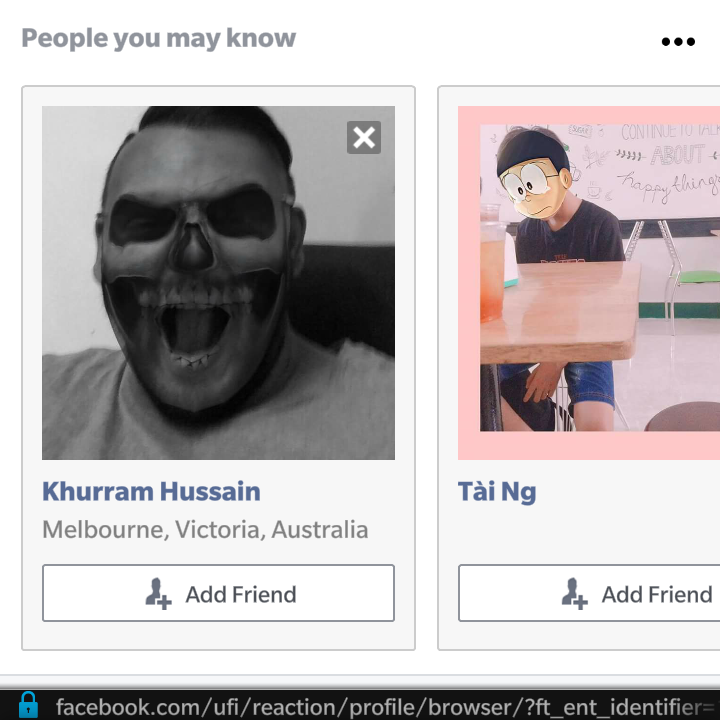 People you may know
Khurram Hussain
Melbourne, Victoria, Australia
Add Friend
CONTINUE TO TALK
ABOUT
happy things
Tài Ng
Add Friend
facebook.com/ufi/reaction/profile/browser/?ft_ent_identifier=